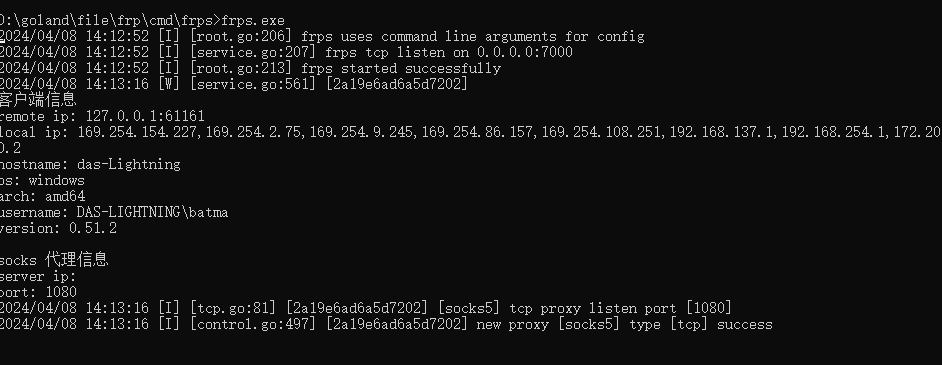 D:\goland\file\frp\cmd\frps>frps.exe
2024/04/08 14:12:52 [I] [root.go:206] frps uses command line arguments for config
2024/04/08 14:12:52 [I] [service.go:207] frps tcp listen on 0.0.0.0:7000
2024/04/08 14:12:52 [I] [root.go:213] frps started successfully
2024/04/08 14:13:16 [W] [service.go:561] [2a19e6ad6a5d7202]
客户端信息
remote ip: 127.0.0.1:61161
local ip: 169.254.154.227,169.254.2.75,169.254.9.245,169.254.86.157,169.254.108.251,192.168.137.1,192.168.254.1,172.20
0.2
hostname: das-Lightning
os: windows
arch: amd64
username: DAS-LIGHTNING\batma
version: 0.51.2
socks 代理信息
server ip:
port: 1080
2024/04/08 14:13:16 [I] [tcp.go:81] [2a19e6ad6a5d7202] [socks5] tcp proxy listen port [1080]
2024/04/08 14:13:16 [I] [control.go:497] [2a19e6ad6a5d7202] new proxy [socks5] type [tcp] success